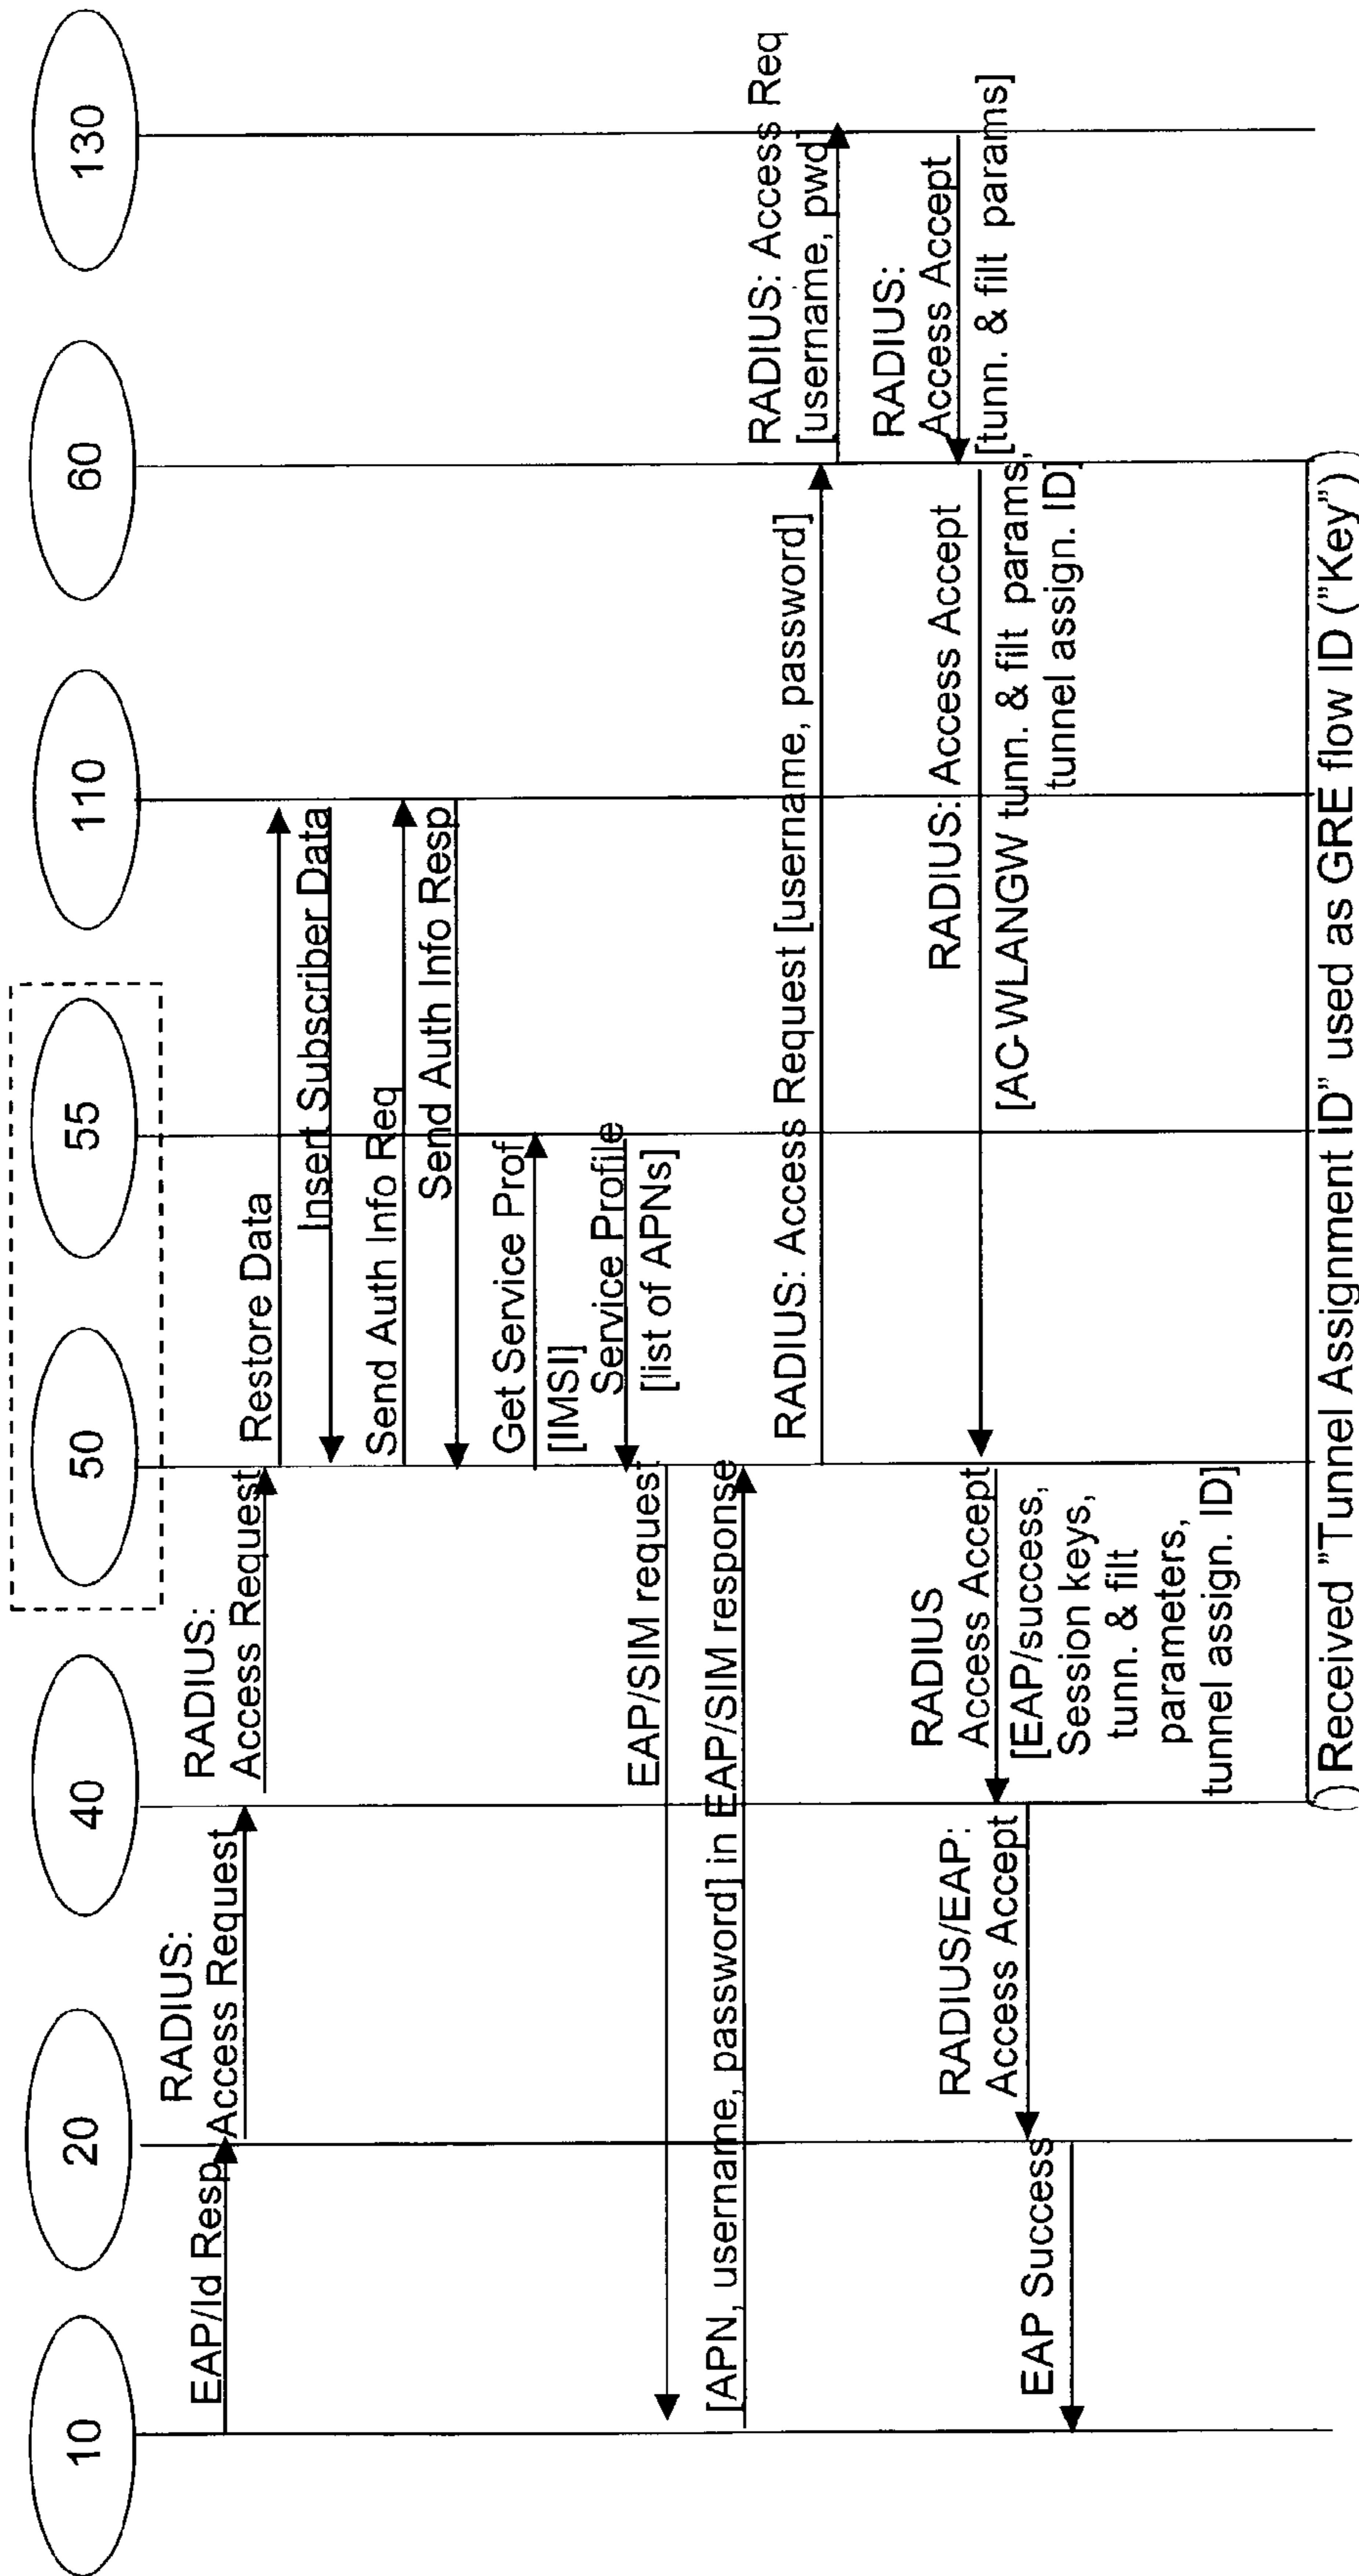 10
20
40
50
55
110
60
130
EAP/Id Resp
RADIUS:
Access Request
RADIUS:
Access Request
Restore Data
Insert Subscriber Data
Send Auth Info Req
Send Auth Info Resp
Get Service Prof
[IMSI]
Service Profile
[list of APNs]
EAP/SIM request
[APN, username, password] in EAP/SIM response
RADIUS: Access Request [username, password]
RADIUS: Access Req
[username, pwd]
RADIUS:
Access Accept
[tunn. & filt params]
RADIUS: Access Accept
[AC-WLANGW tunn. & filt params,
tunnel assign. ID]
RADIUS
Access Accept
[EAP/success,
Session keys,
tunn. & filt
parameters,
tunnel assign. ID]
RADIUS/EAP:
Access Accept
EAP Success
() Received "Tunnel Assignment ID" used as GRE flow ID ("Key") ()